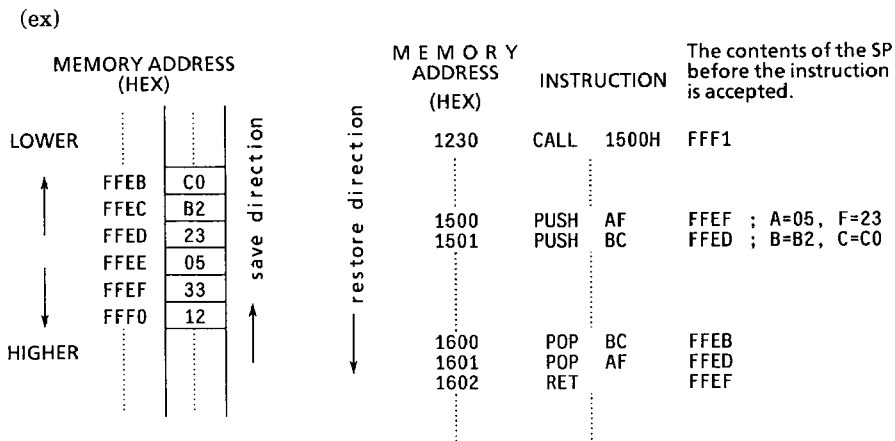 (ex)
MEMORY ADDRESS
(HEX)
LOWER
FFEB C0
FFEC B2
FFED 23
FFEE 05
FFEF 33
FFF0 12
HIGHER
save direction
restore direction
MEMORY
ADDRESS
(HEX)
INSTRUCTION
The contents of the SP
before the instruction
is accepted.
1230 CALL 1500H FFF1
1500 PUSH AF FFEF ; A=05, F=23
1501 PUSH BC FFED ; B=B2, C=C0
1600 POP BC FFEB
1601 POP AF FFED
1602 RET FFEF